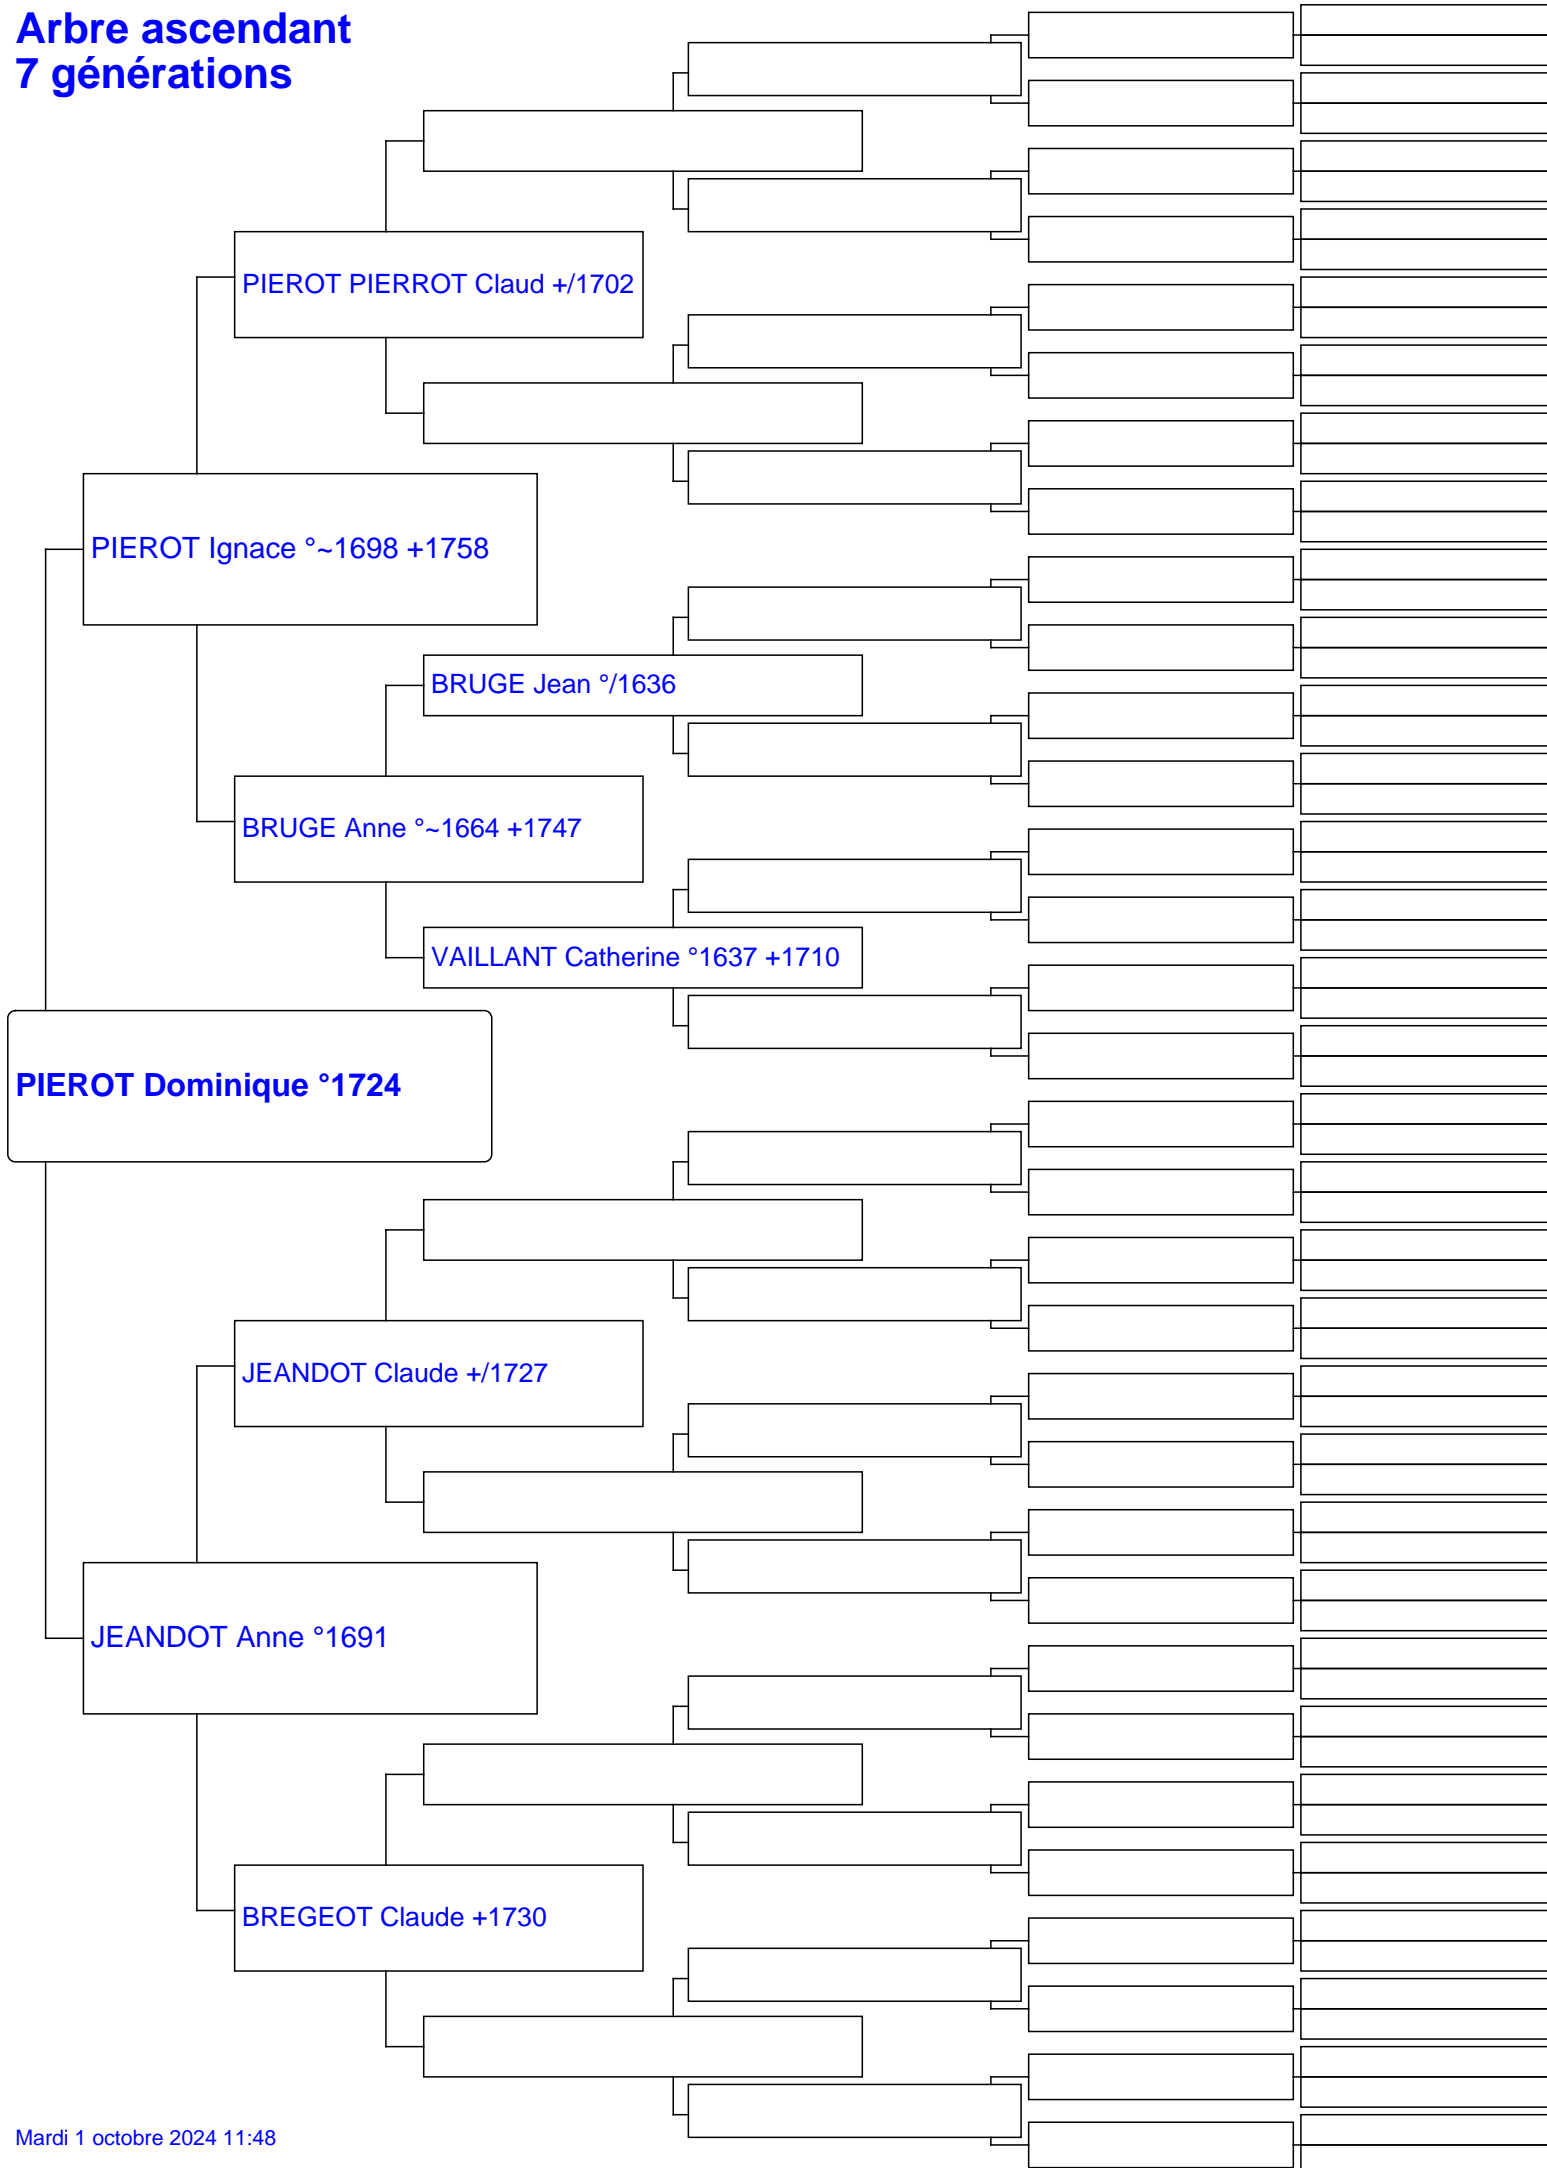 Arbre ascendant
7 générations
PIEROT PIERROT Claud +/1702
PIEROT Ignace °~1698 +1758
BRUGE Jean °/1636
BRUGE Anne °~1664 +1747
VAILLANT Catherine °1637 +1710
PIEROT Dominique °1724
JEANDOT Claude +/1727
JEANDOT Anne °1691
BREGEOT Claude +1730
Mardi 1 octobre 2024 11:48